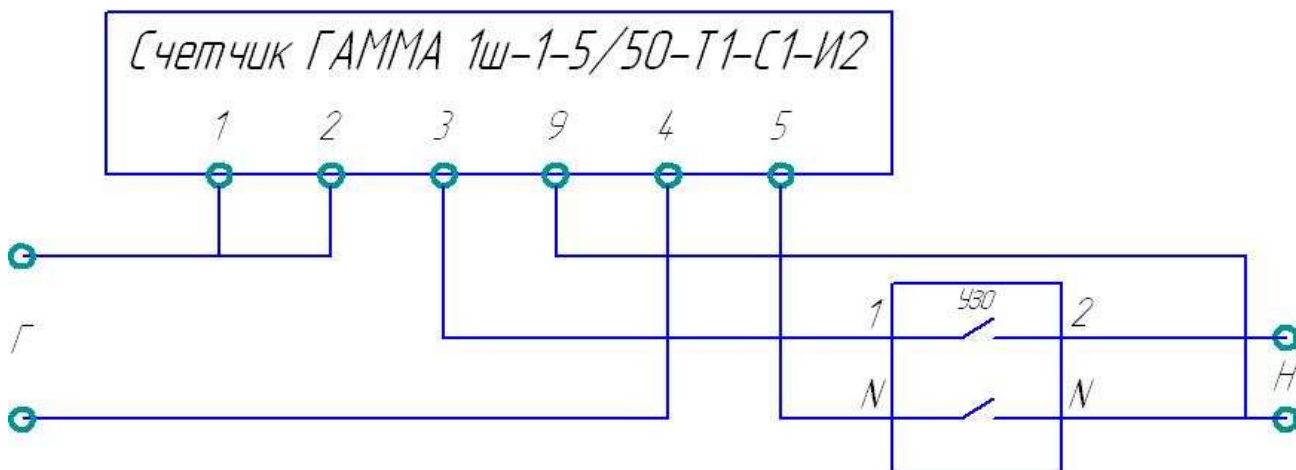 Счетчик ГАММА 1ш-1-5/50-Т1-С1-И2
1 2 3 9 4 5
УЗО
1 2
Г
Н
N N